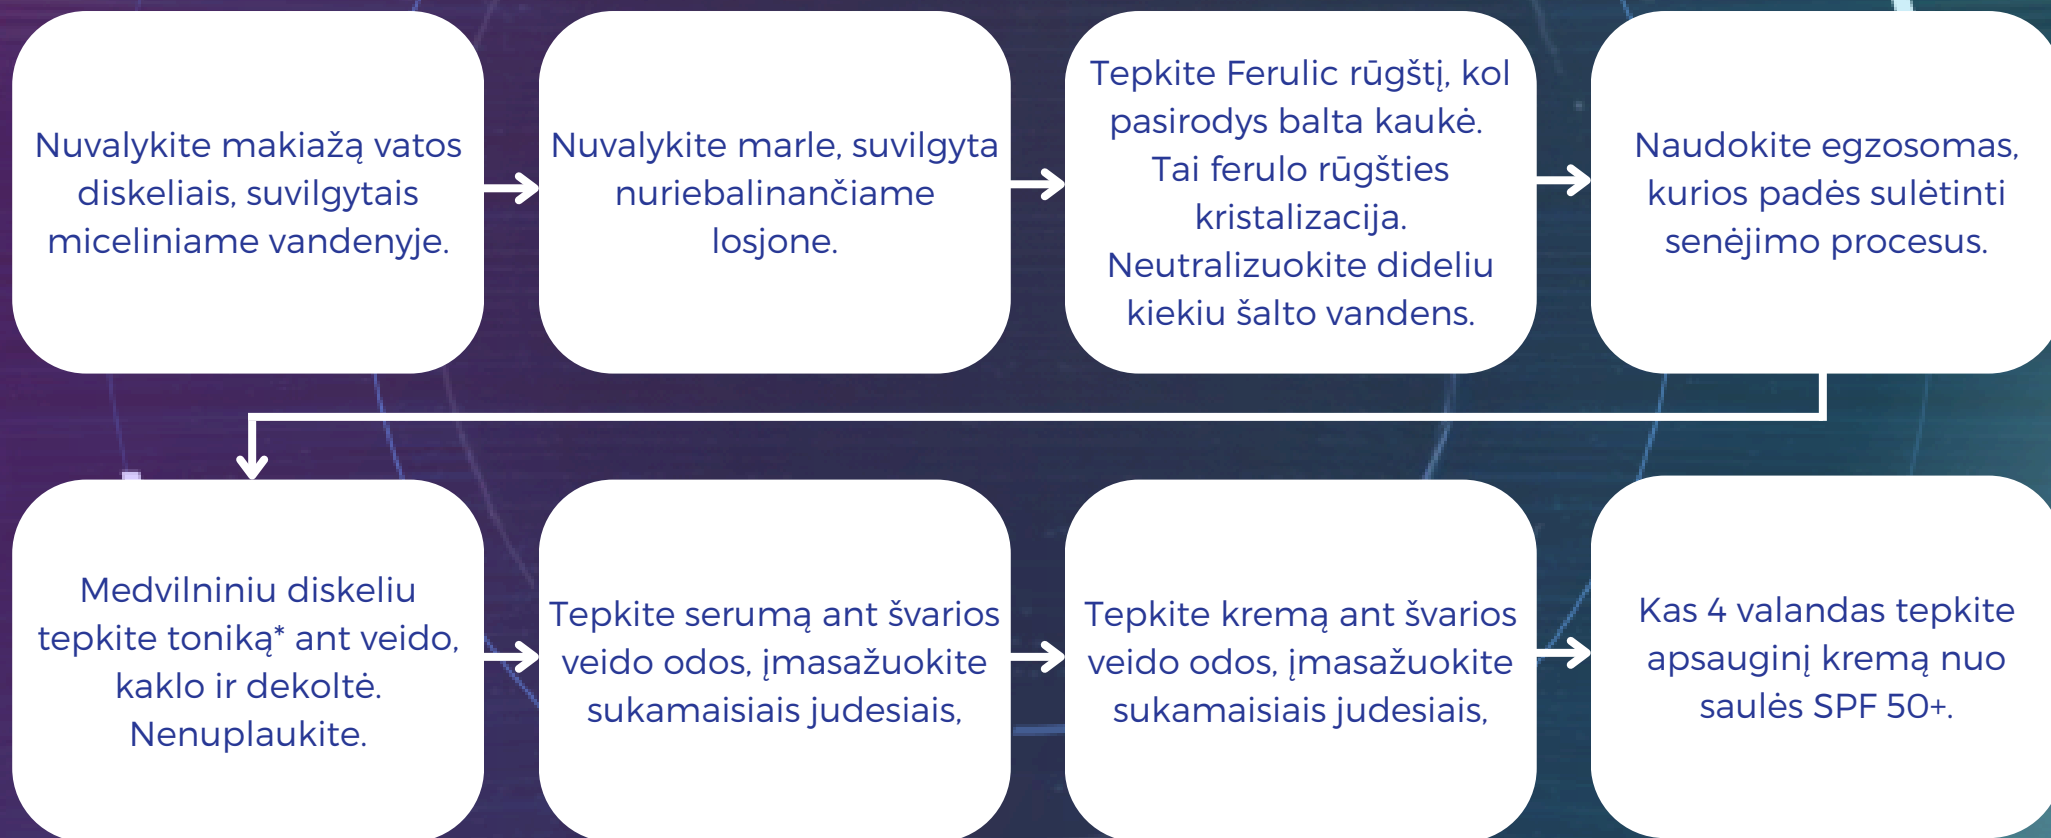 Nuvalykite makiažą vatos
diskeliais, suvilgytais
miceliniame vandenyje.
Nuvalykite marle, suvilgyta
nuriebalinančiame
losjone.
Tepkite Ferulic rūgštį, kol
pasirodys balta kaukė.
Tai ferulo rūgšties
kristalizacija.
Neutralizuokite dideliu
kiekiu šalto vandens.
Naudokite egzosomas,
kurios padės sulėtinti
senėjimo procesus.
Medvilniniu diskeliu
tepkite toniką* ant veido,
kaklo ir dekoltė.
Nenuplaukite.
Tepkite serumą ant švarios
veido odos, įmasažuokite
sukamaisiais judesiais,
Tepkite kremą ant švarios
veido odos, įmasažuokite
sukamaisiais judesiais,
Kas 4 valandas tepkite
apsauginį kremą nuo
saulės SPF 50+.